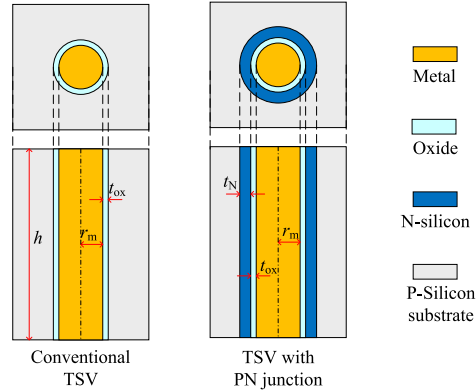 Metal
Oxide
N-silicon
P-Silicon
substrate
h
r_m
t_ox
t_N
r_m
t_ox
Conventional
TSV
TSV with
PN junction